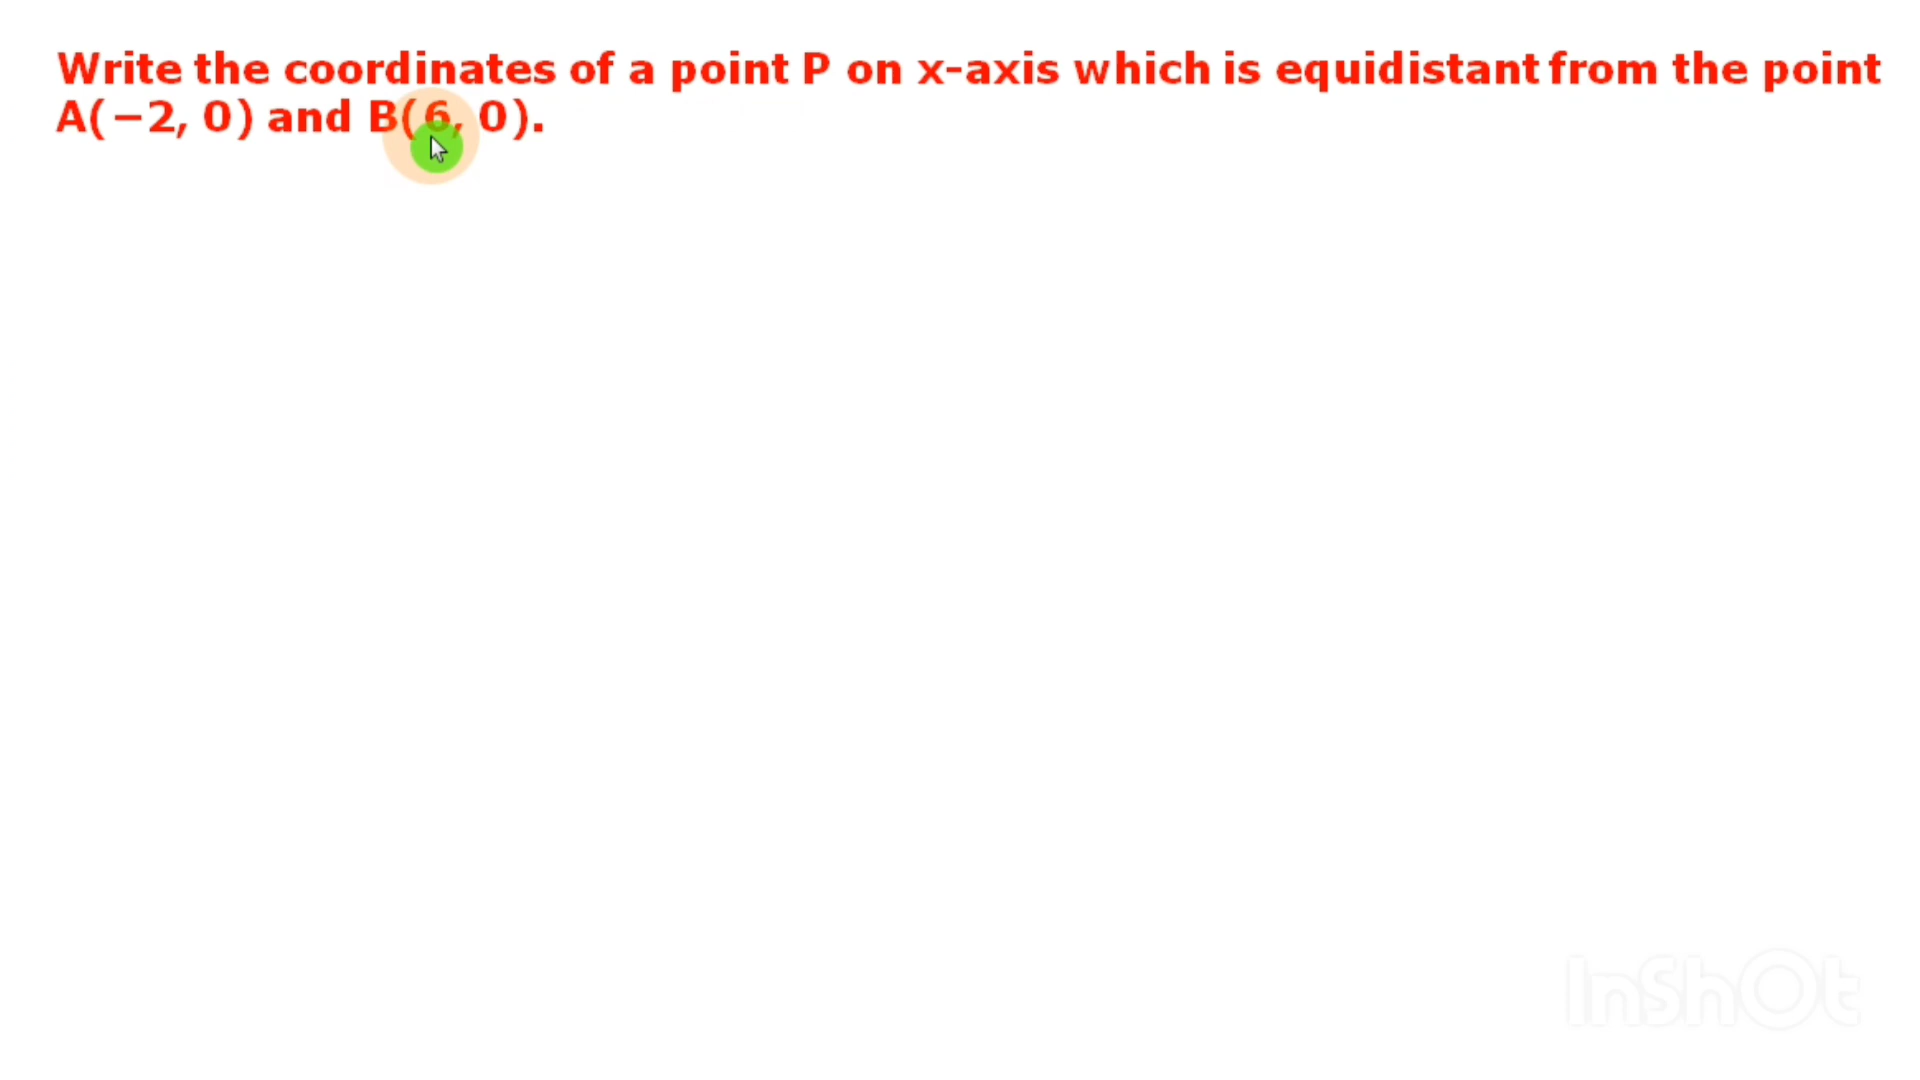 Write the coordinates of a point P on x-axis which is equidistant from the point
A(−2, 0) and B(6, 0).
InShOt